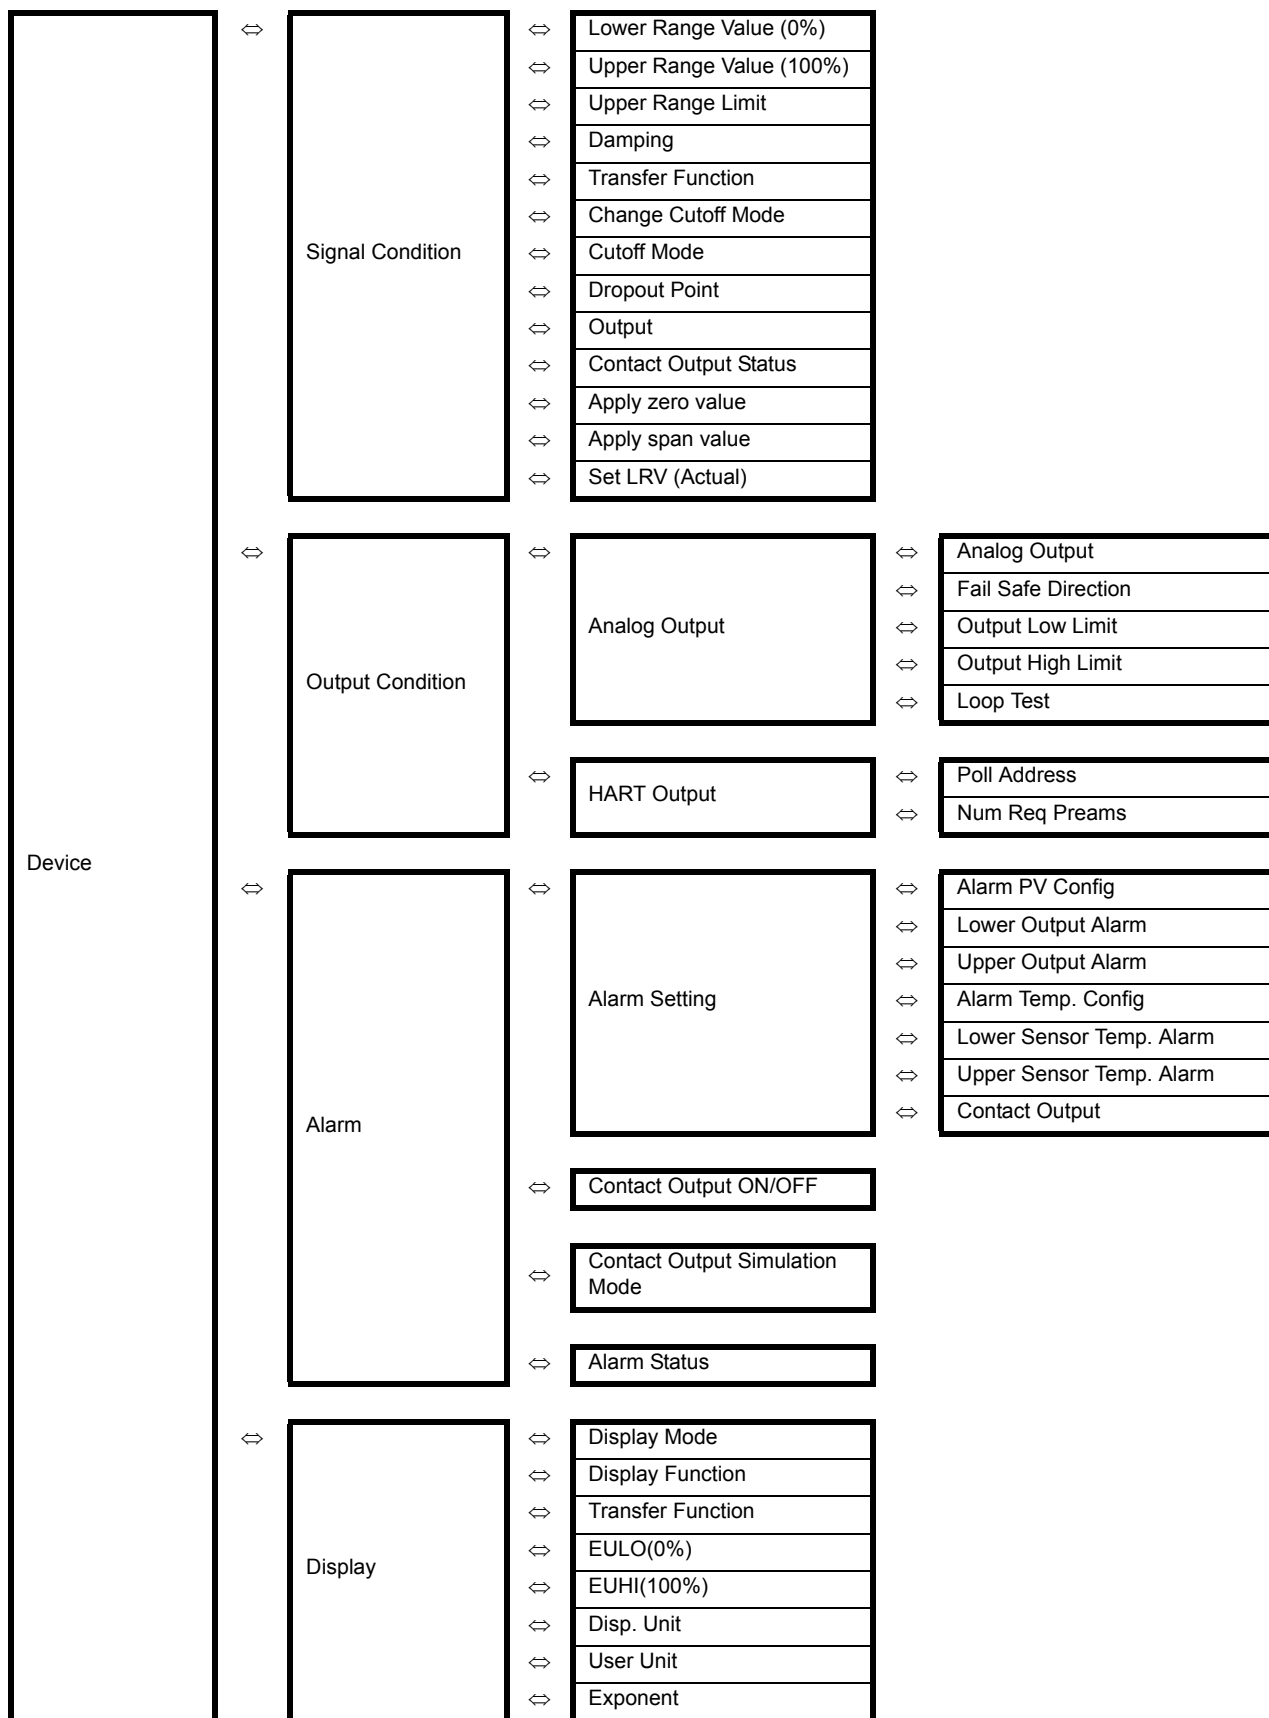 Device
Signal Condition
Lower Range Value (0%)
Upper Range Value (100%)
Upper Range Limit
Damping
Transfer Function
Change Cutoff Mode
Cutoff Mode
Dropout Point
Output
Contact Output Status
Apply zero value
Apply span value
Set LRV (Actual)
Output Condition
Analog Output
Analog Output
Fail Safe Direction
Output Low Limit
Output High Limit
Loop Test
HART Output
Poll Address
Num Req Preams
Alarm
Alarm Setting
Alarm PV Config
Lower Output Alarm
Upper Output Alarm
Alarm Temp. Config
Lower Sensor Temp. Alarm
Upper Sensor Temp. Alarm
Contact Output
Contact Output ON/OFF
Contact Output Simulation
Mode
Alarm Status
Display
Display Mode
Display Function
Transfer Function
EULO(0%)
EUHI(100%)
Disp. Unit
User Unit
Exponent